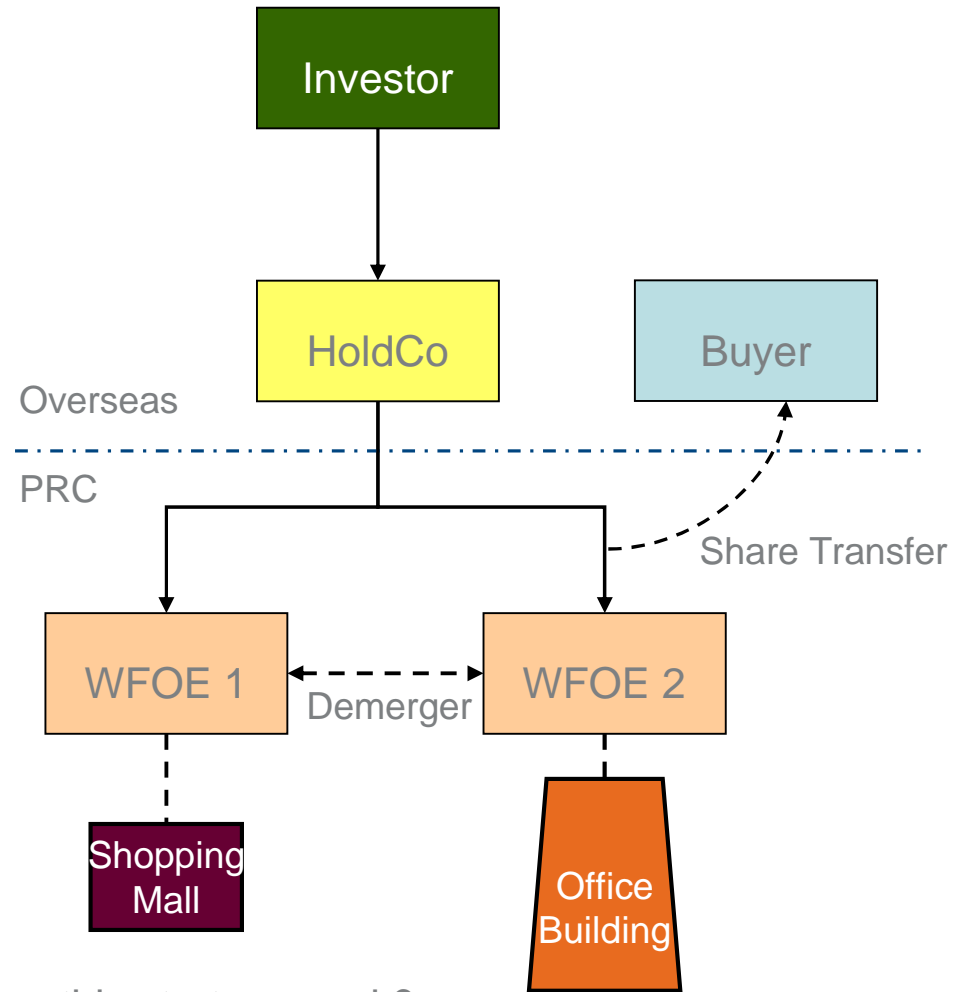 Investor
HoldCo
Buyer
Overseas
PRC
Share Transfer
WFOE 1
Demerger
WFOE 2
Shopping
Mall
Office
Building